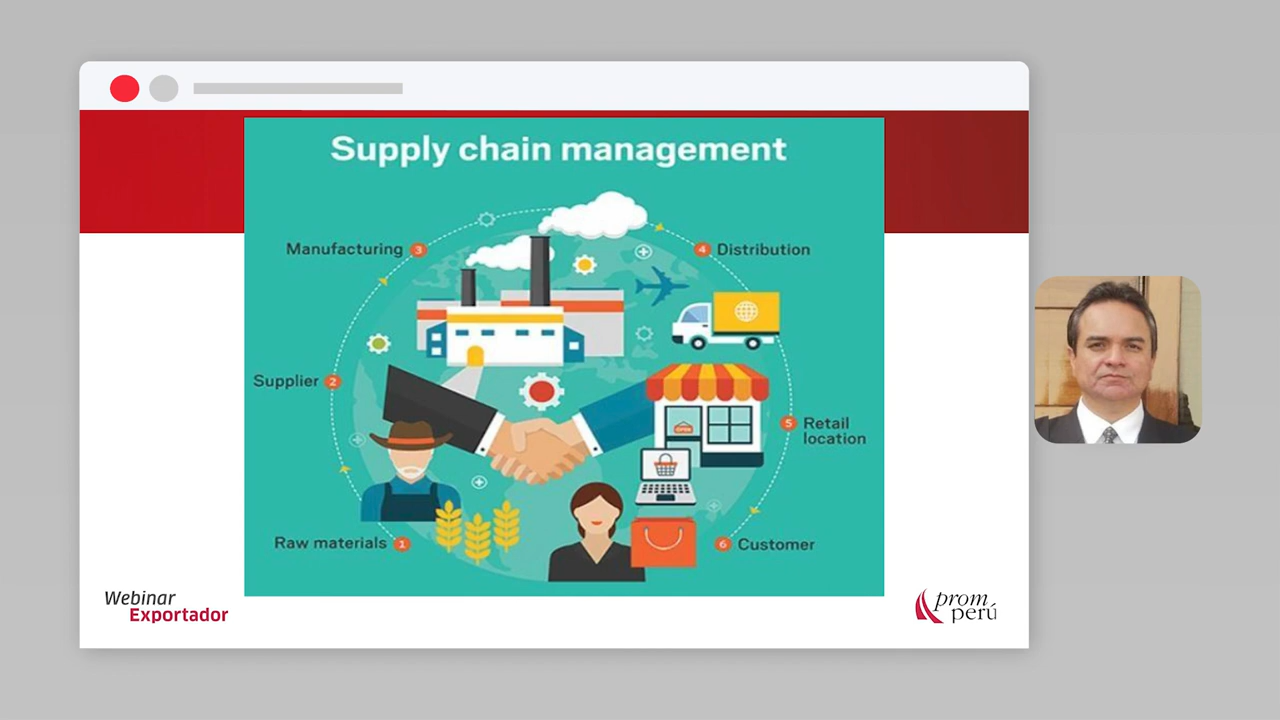 Supply chain management
Manufacturing 3
4 Distribution
Supplier 2
5 Retail
location
OPEN
Raw materials 1
6 Customer
Webinar
Exportador
prom
perú